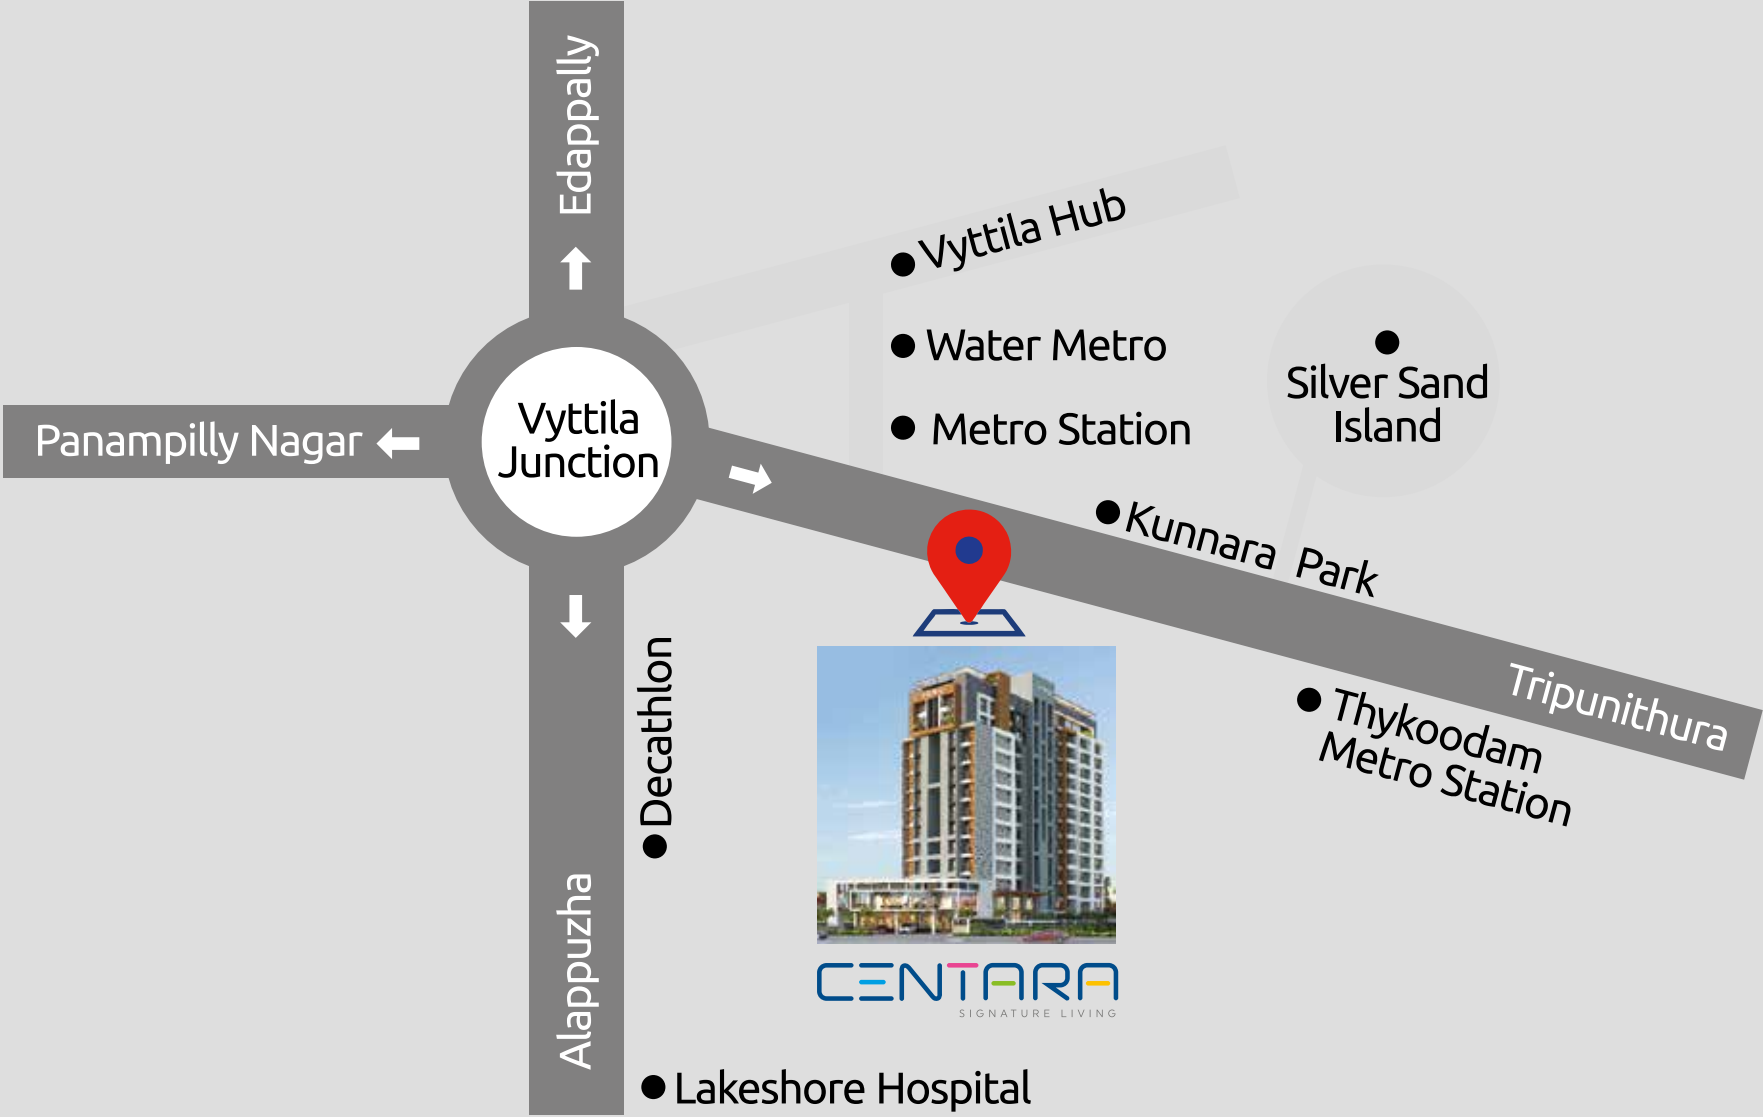 Edappally
Vyttila Hub
Water Metro
Metro Station
Silver Sand
Island
Panampilly Nagar
Vyttila
Junction
Kunnara Park
Tripunithura
Thykoodam
Metro Station
Decathlon
Alappuzha
CENTARA
SIGNATURE LIVING
Lakeshore Hospital